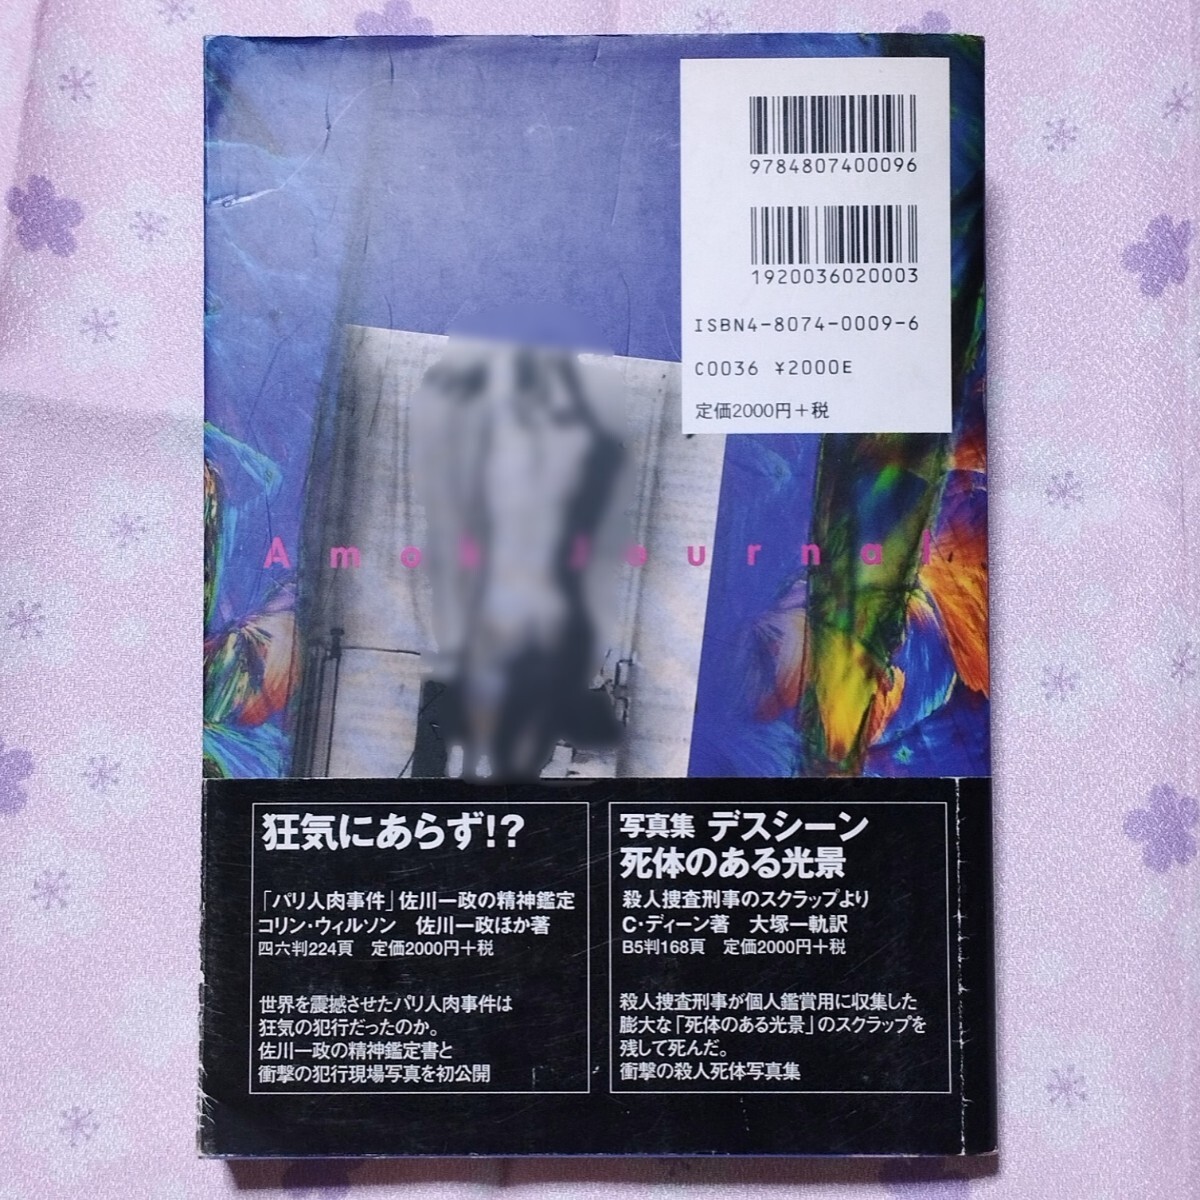 9784807400096
1920036020003
ISBN4-8074-0009-6
C0036 ¥2000E
定価2000円+税
Amok Journal
狂気にあらず!?
「パリ人肉事件」佐川一政の精神鑑定
コリン・ウィルソン 佐川一政ほか著
四六判224頁 定価2000円+税
世界を震撼させたパリ人肉事件は
狂気の犯行だったのか。
佐川一政の精神鑑定書と
衝撃の犯行現場写真を初公開
写真集 デスシーン
死体のある光景
殺人捜査刑事のスクラップより
C・ディーン著 大塚一軌訳
B5判168頁 定価2000円+税
殺人捜査刑事が個人鑑賞用に収集した
膨大な「死体のある光景」のスクラップを
残して死んだ。
衝撃の殺人死体写真集